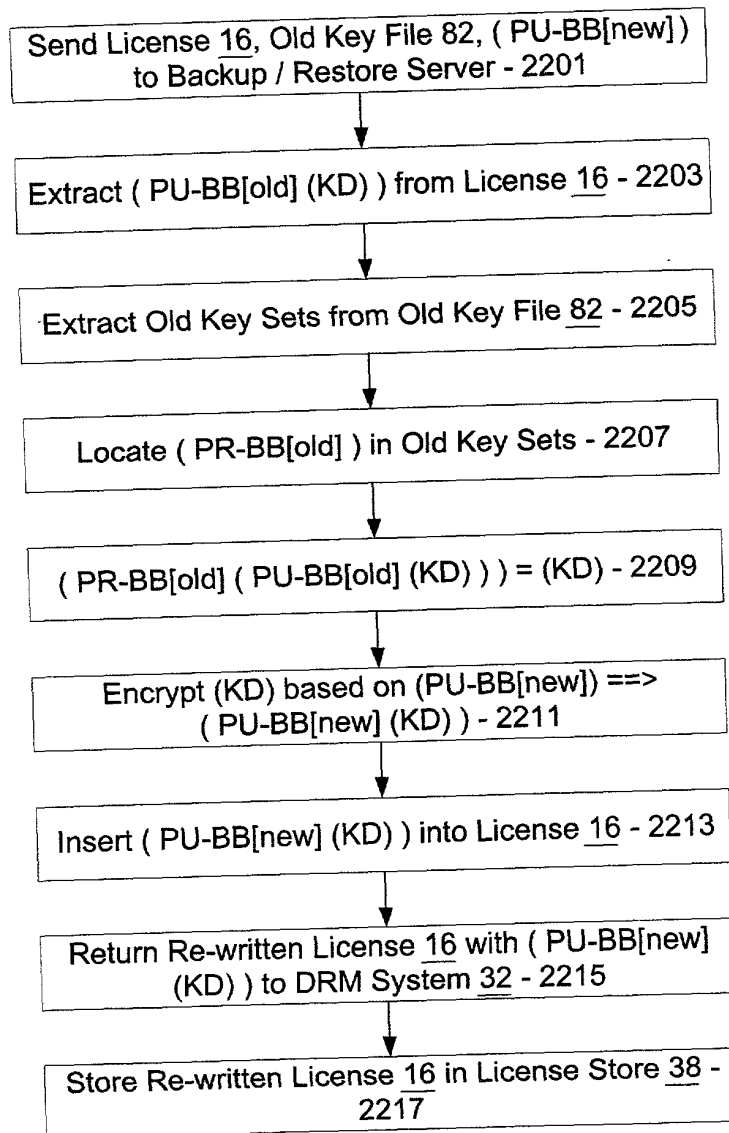 Send License 16, Old Key File 82, ( PU-BB[new] )
to Backup / Restore Server - 2201
Extract ( PU-BB[old] (KD) ) from License 16 - 2203
Extract Old Key Sets from Old Key File 82 - 2205
Locate ( PR-BB[old] ) in Old Key Sets - 2207
( PR-BB[old] ( PU-BB[old] (KD) ) ) = (KD) - 2209
Encrypt (KD) based on (PU-BB[new]) ==>
( PU-BB[new] (KD) ) - 2211
Insert ( PU-BB[new] (KD) ) into License 16 - 2213
Return Re-written License 16 with ( PU-BB[new]
(KD) ) to DRM System 32 - 2215
Store Re-written License 16 in License Store 38 -
2217